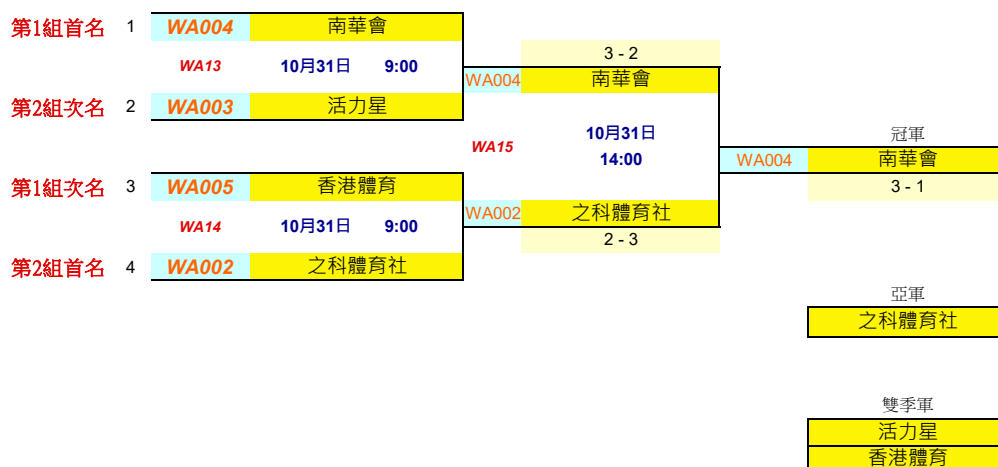 第1組首名 1 WA004 南華會
3 - 2
WA13 10月31日 9:00
WA004 南華會
第2組次名 2 WA003 活力星
10月31日
冠軍
WA15
14:00
WA004 南華會
第1組次名 3 WA005 香港體育
3 - 1
WA002 之科體育社
WA14 10月31日 9:00
2 - 3
第2組首名 4 WA002 之科體育社
亞軍
之科體育社
雙季軍
活力星
香港體育